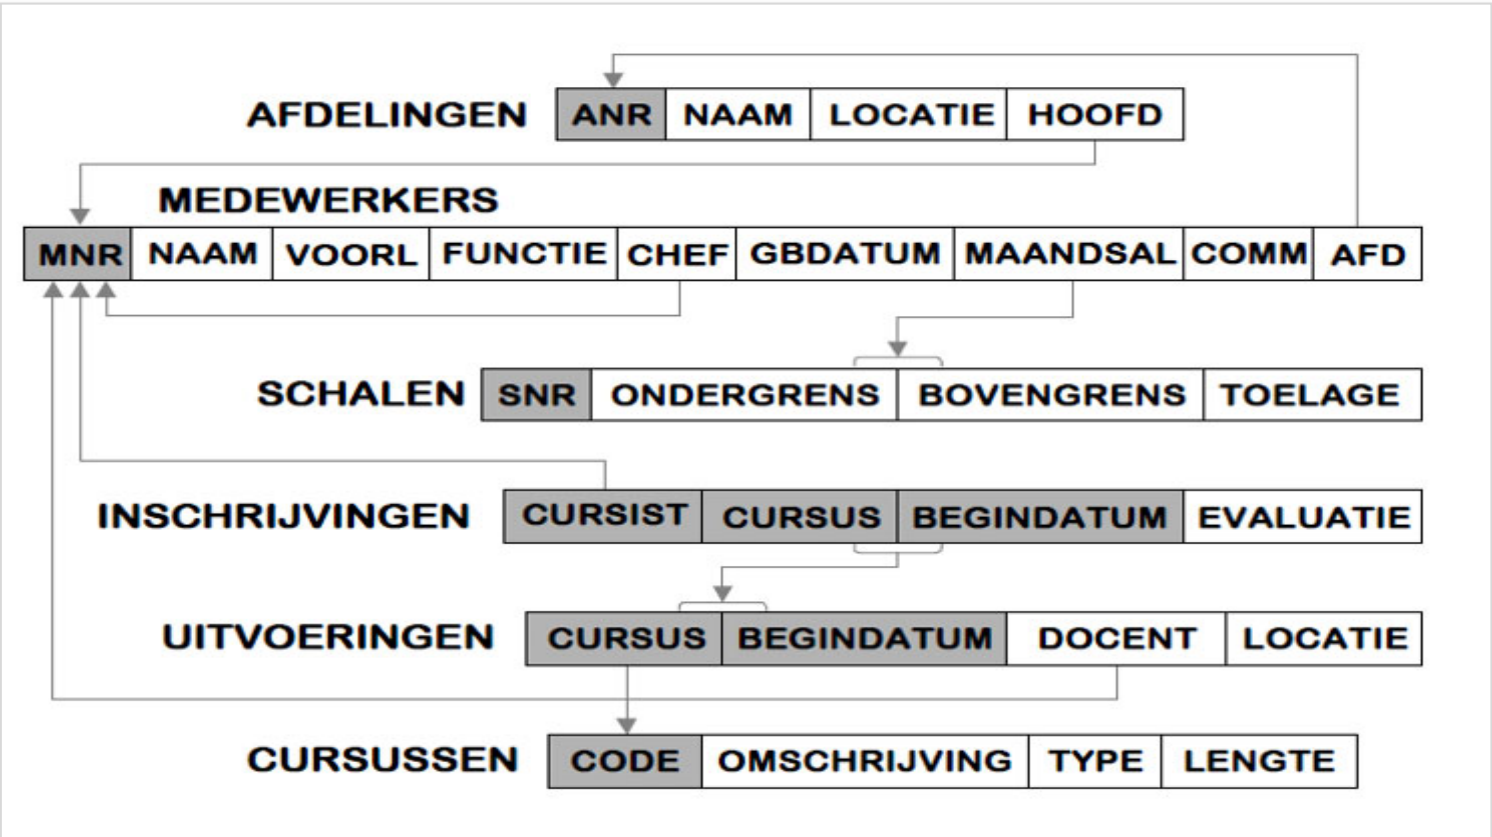 AFDELINGEN ANR NAAM LOCATIE HOOFD
MEDEWERKERS
MNR NAAM VOORL FUNCTIE CHEF GBDATUM MAANDSAL COMM AFD
SCHALEN SNR ONDERGRENS BOVENGRENS TOELAGE
INSCHRIJVINGEN CURSIST CURSUS BEGINDATUM EVALUATIE
UITVOERINGEN CURSUS BEGINDATUM DOCENT LOCATIE
CURSUSSEN CODE OMSCHRIJVING TYPE LENGTE